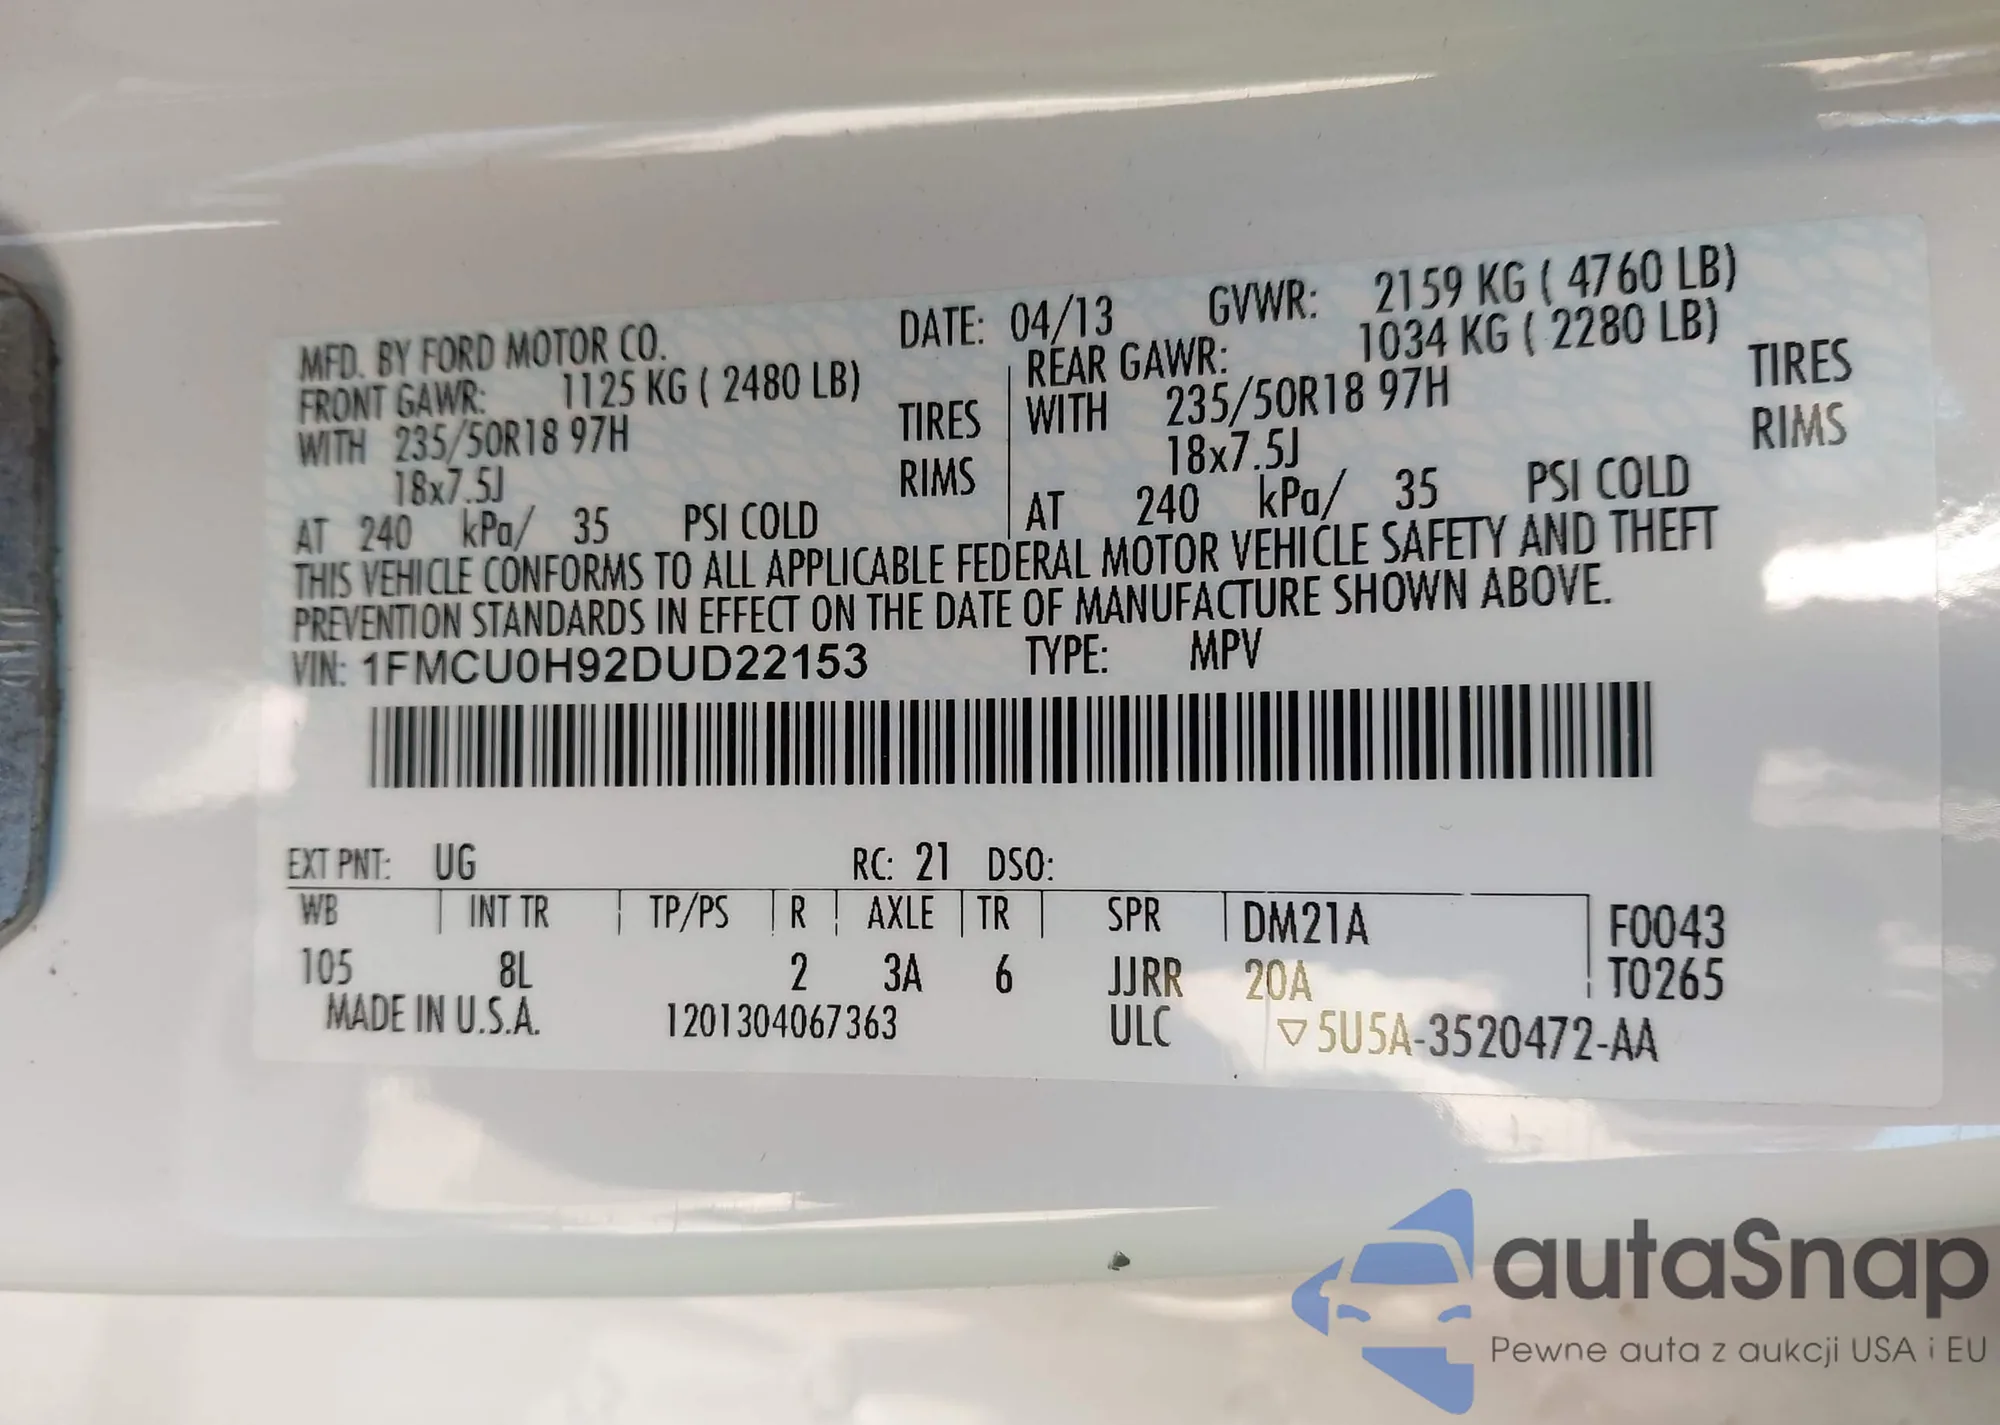 MFD. BY FORD MOTOR CO. DATE: 04/13 GVWR: 2159 KG ( 4760 LB)
FRONT GAWR: 1125 KG ( 2480 LB) REAR GAWR: 1034 KG ( 2280 LB)
WITH 235/50R18 97H TIRES WITH 235/50R18 97H TIRES
18x7.5J RIMS 18x7.5J RIMS
AT 240 kPa/ 35 PSI COLD AT 240 kPa/ 35 PSI COLD
THIS VEHICLE CONFORMS TO ALL APPLICABLE FEDERAL MOTOR VEHICLE SAFETY AND THEFT
PREVENTION STANDARDS IN EFFECT ON THE DATE OF MANUFACTURE SHOWN ABOVE.
VIN: 1FMCU0H92DUD22153 TYPE: MPV
EXT PNT: UG RC: 21 DSO:
WB INT TR TP/PS R AXLE TR SPR DM21A F0043
105 8L 2 3A 6 JJRR 20A T0265
MADE IN U.S.A. 1201304067363 ULC ▽5U5A-3520472-AA
autaSnap
Pewne auta z aukcji USA i EU